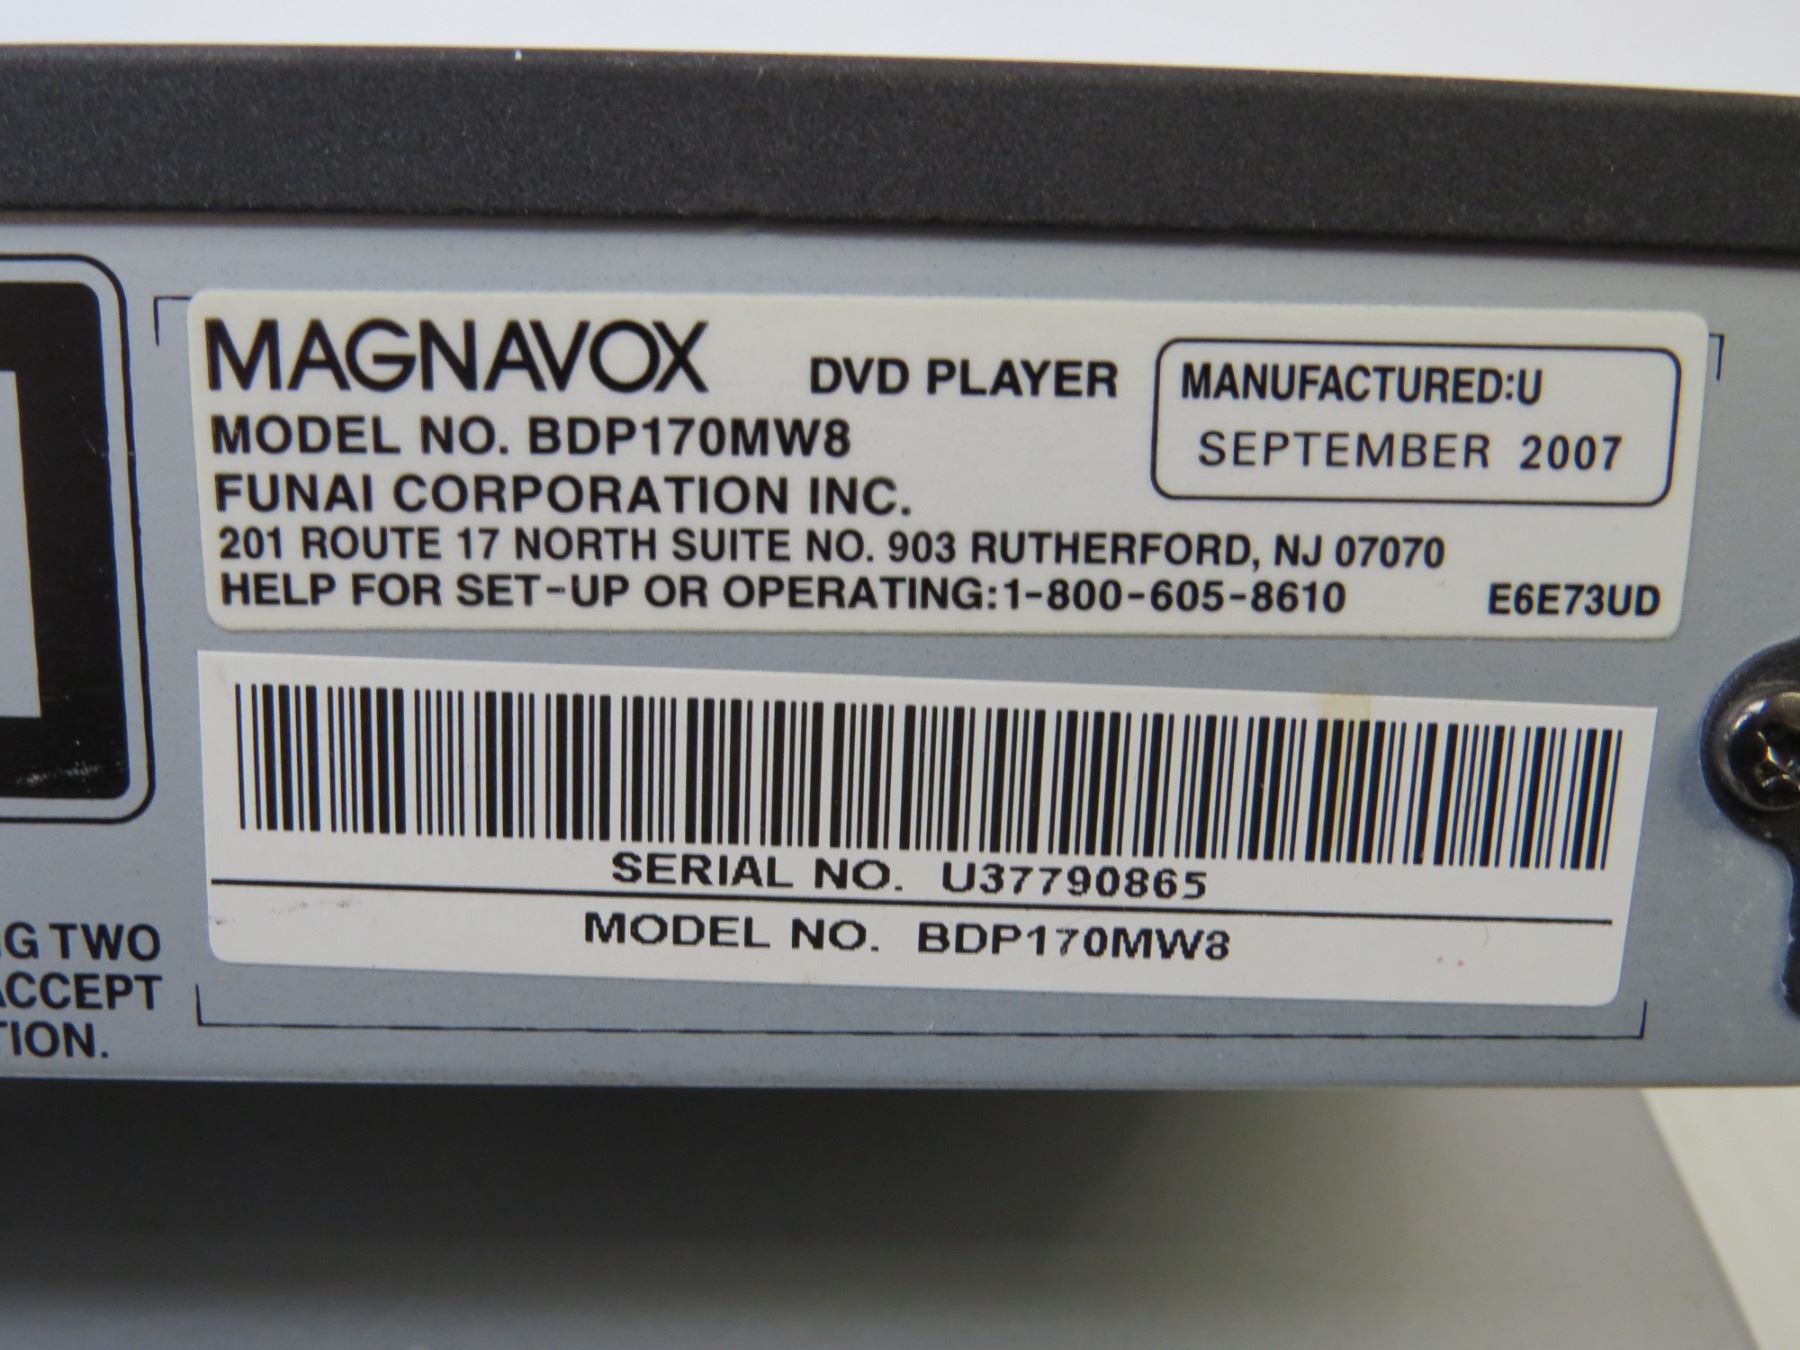 MAGNAVOX DVD PLAYER
MANUFACTURED:U
SEPTEMBER 2007
MODEL NO. BDP170MW8
FUNAI CORPORATION INC.
201 ROUTE 17 NORTH SUITE NO. 903 RUTHERFORD, NJ 07070
HELP FOR SET-UP OR OPERATING:1-800-605-8610 E6E73UD
SERIAL NO. U37790865
MODEL NO. BDP170MW8
G TWO
ACCEPT
TION.